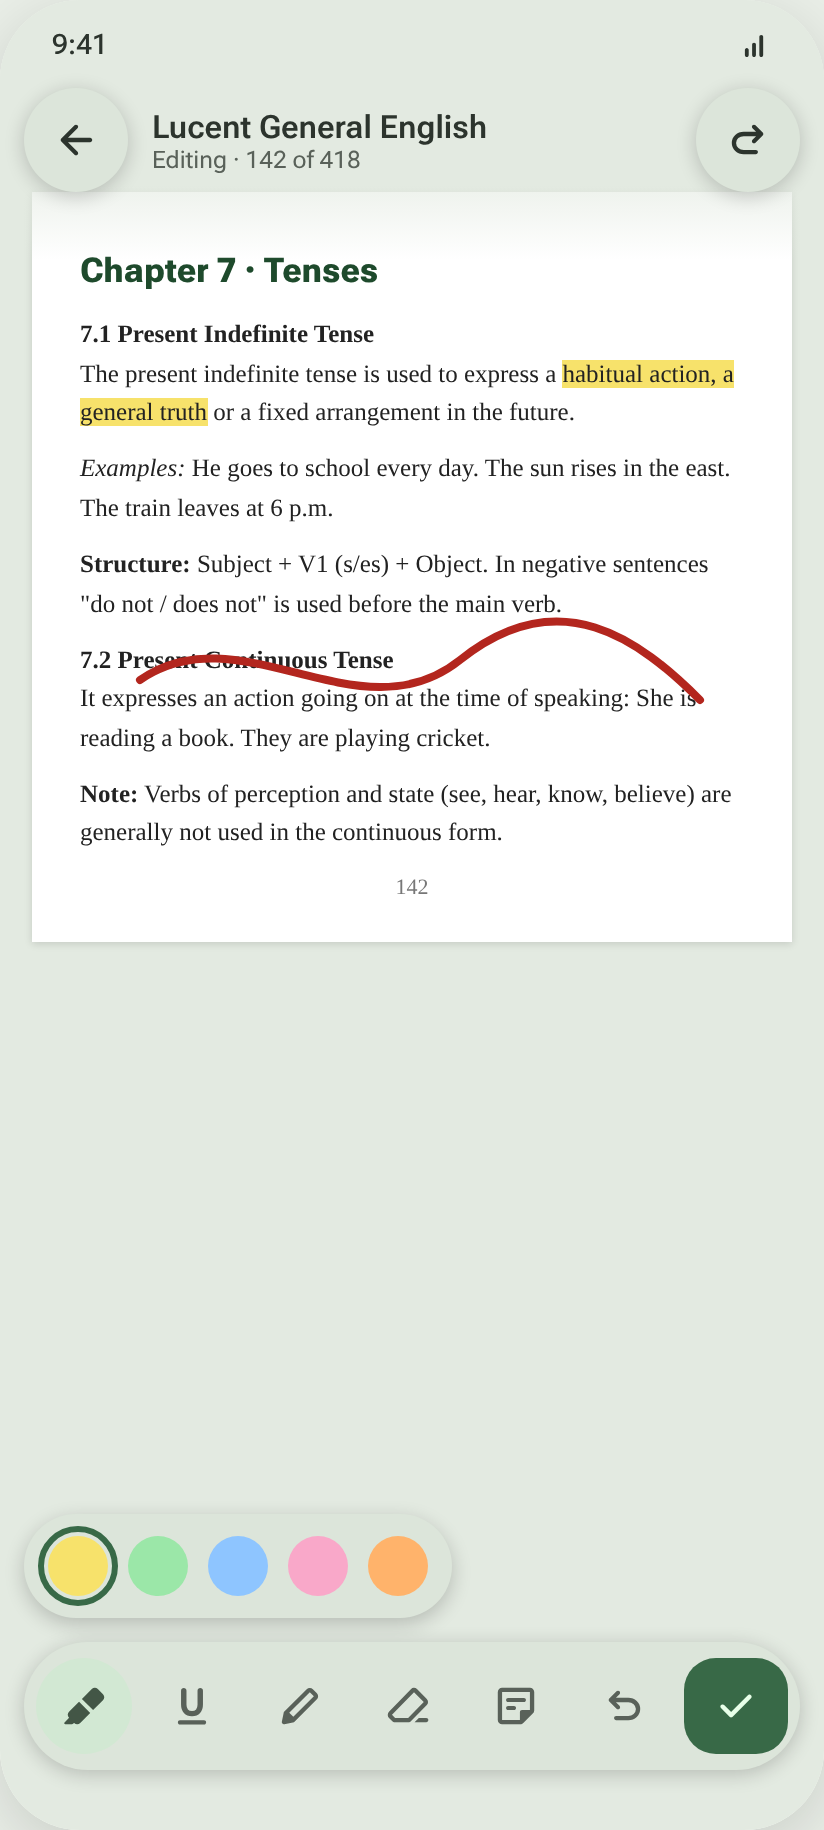 9:41
Lucent General English
Editing · 142 of 418
Chapter 7 · Tenses
7.1 Present Indefinite Tense
The present indefinite tense is used to express a habitual action, a
general truth or a fixed arrangement in the future.
Examples: He goes to school every day. The sun rises in the east.
The train leaves at 6 p.m.
Structure: Subject + V1 (s/es) + Object. In negative sentences
"do not / does not" is used before the main verb.
7.2 Present Continuous Tense
It expresses an action going on at the time of speaking: She is
reading a book. They are playing cricket.
Note: Verbs of perception and state (see, hear, know, believe) are
generally not used in the continuous form.
142